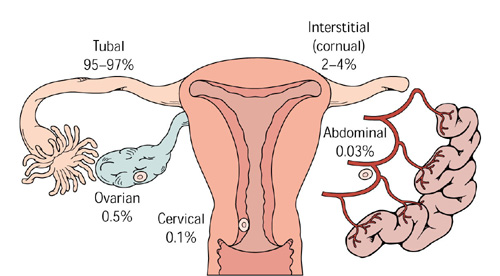 Tubal
95–97%
Interstitial
(cornual)
2–4%
Abdominal
0.03%
Ovarian
0.5%
Cervical
0.1%